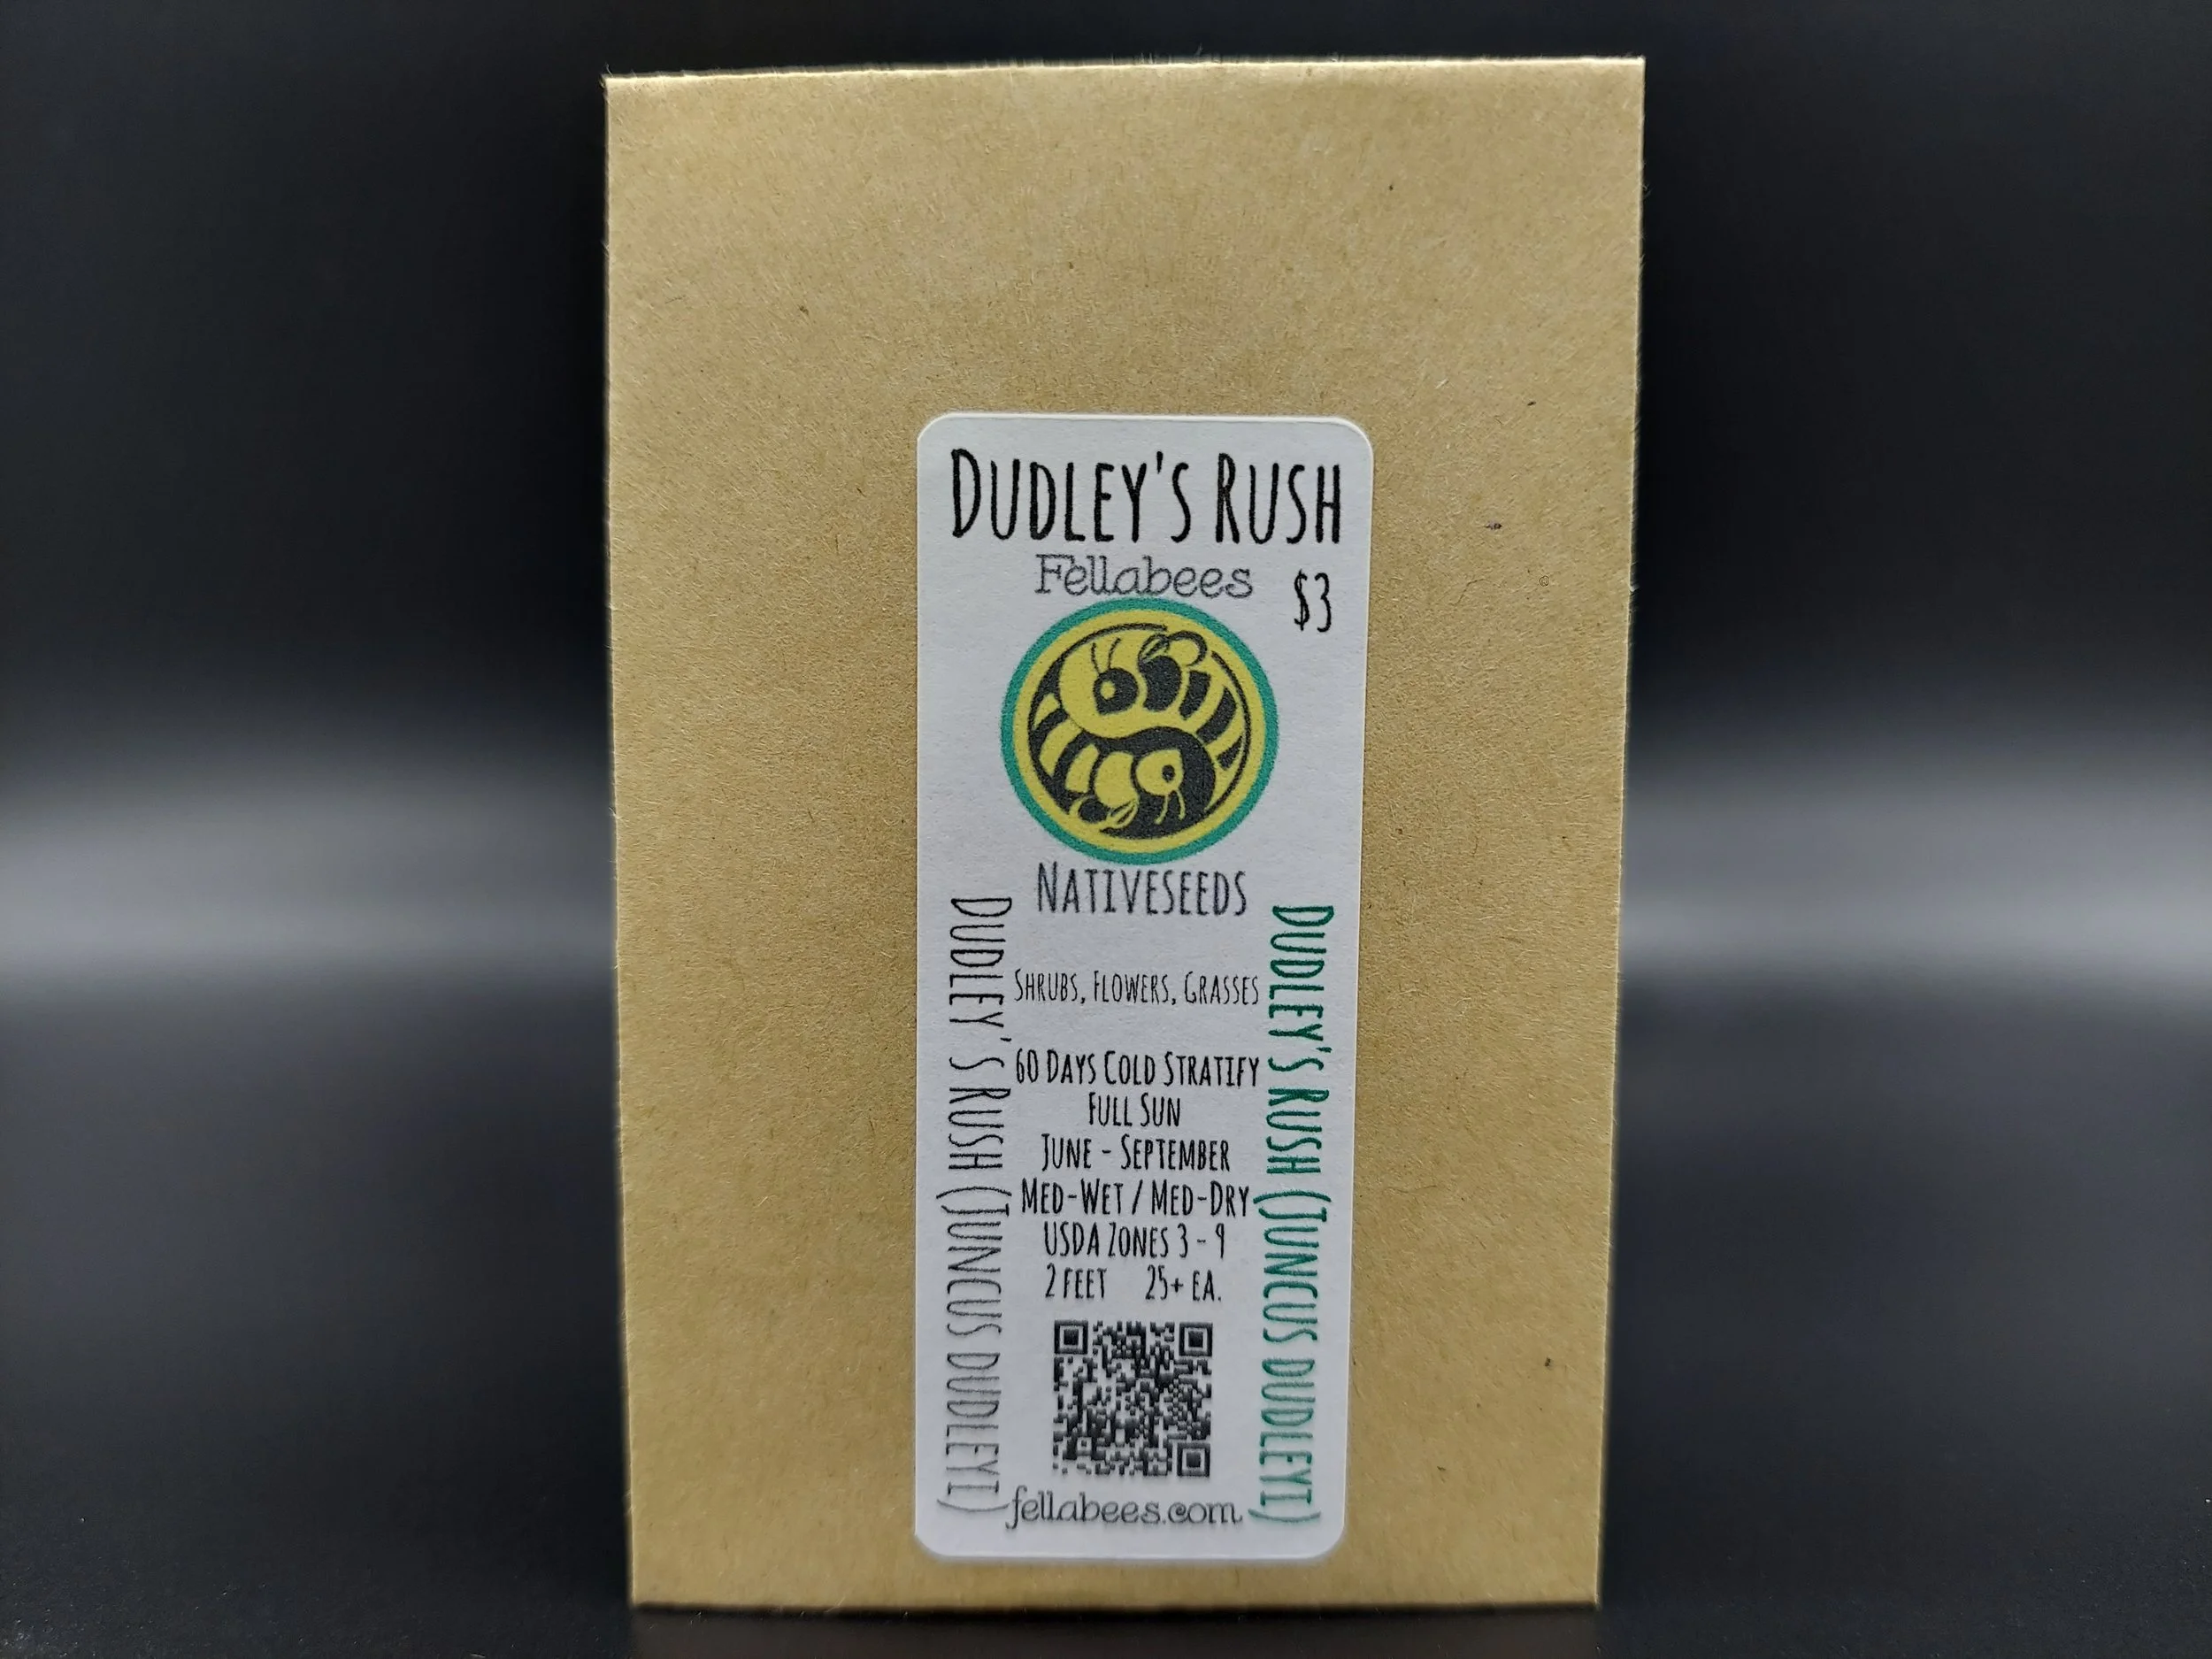 Dudley's Rush
Fellabees
$3
Nativeseeds
Dudley's Rush (Juncus dudleyi)
Dudley's Rush (Juncus dudleyi)
Shrubs, Flowers, Grasses
60 Days Cold Stratify
Full Sun
June - September
Med-Wet / Med-Dry
USDA Zones 3 - 9
2 feet 25+ ea.
fellabees.com